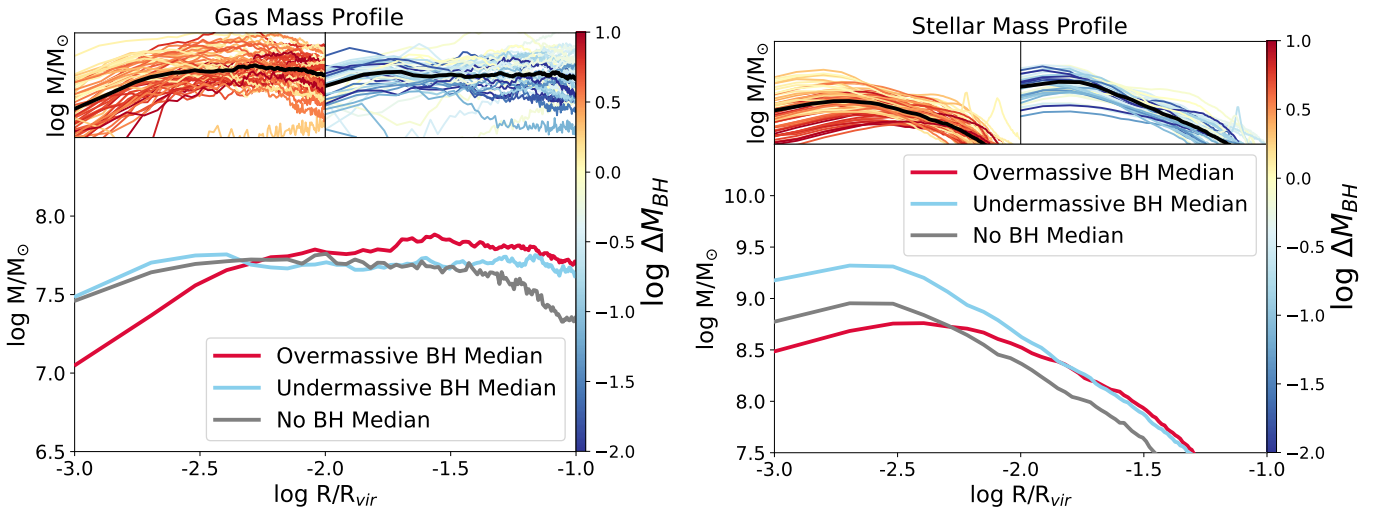 Gas Mass Profile
log M/M⊙
1.0
0.5
0.0
−0.5
−1.0
−1.5
−2.0
log ΔM_BH
8.0
7.5
7.0
6.5
log M/M⊙
Overmassive BH Median
Undermassive BH Median
No BH Median
-3.0 -2.5 -2.0 -1.5 -1.0
log R/R_vir
Stellar Mass Profile
log M/M⊙
1.0
0.5
0.0
−0.5
−1.0
−1.5
−2.0
log ΔM_BH
Overmassive BH Median
Undermassive BH Median
No BH Median
10.0
9.5
9.0
8.5
8.0
7.5
log M/M⊙
-3.0 -2.5 -2.0 -1.5 -1.0
log R/R_vir